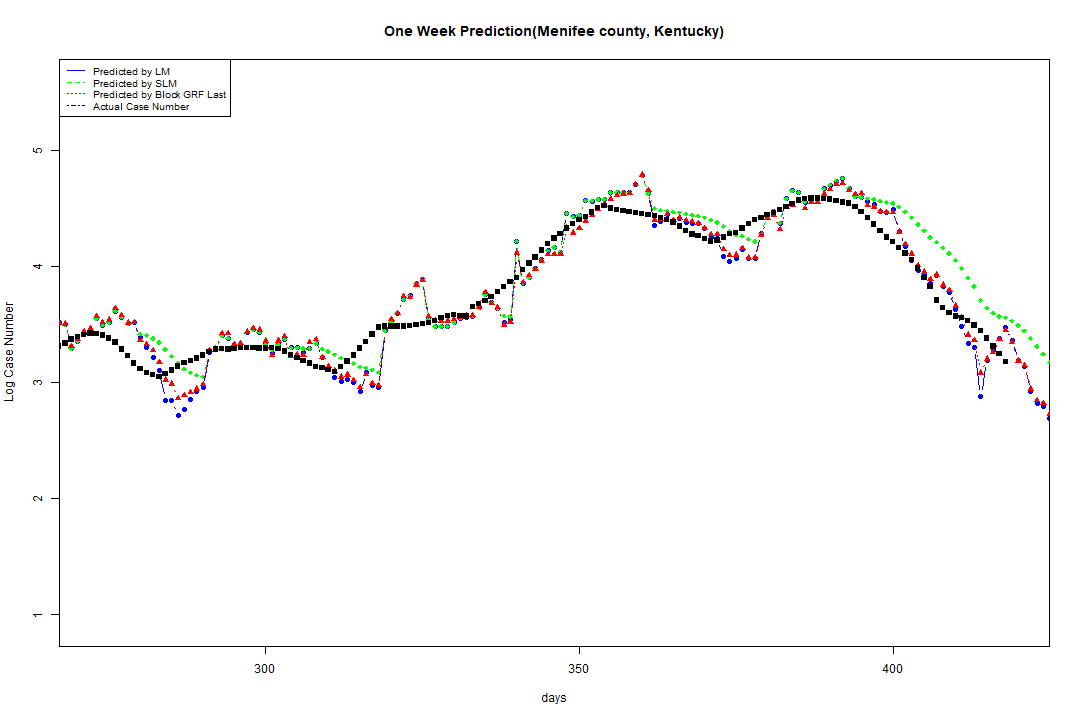 One Week Prediction(Menifee county, Kentucky)
Predicted by LM
Predicted by SLM
Predicted by Block GRF Last
Actual Case Number
5
4
3
2
1
Log Case Number
300
350
400
days